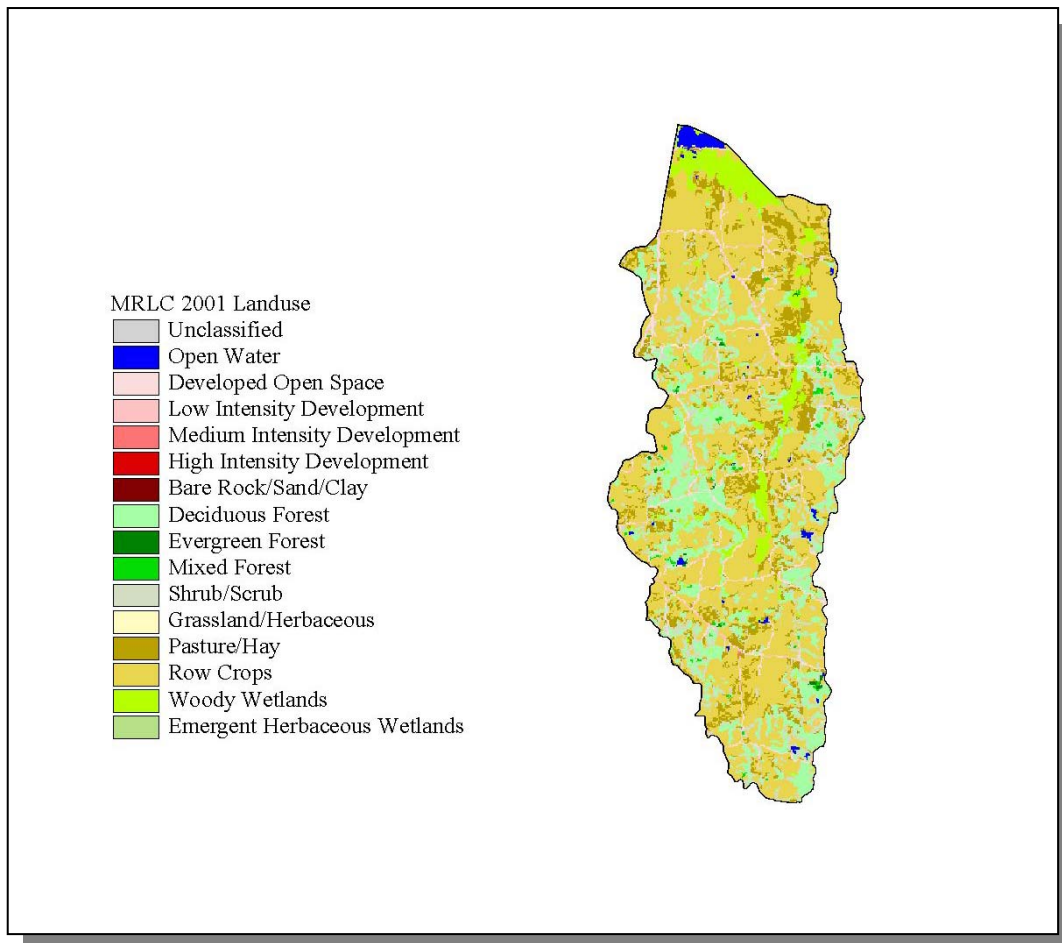 MRLC 2001 Landuse
Unclassified
Open Water
Developed Open Space
Low Intensity Development
Medium Intensity Development
High Intensity Development
Bare Rock/Sand/Clay
Deciduous Forest
Evergreen Forest
Mixed Forest
Shrub/Scrub
Grassland/Herbaceous
Pasture/Hay
Row Crops
Woody Wetlands
Emergent Herbaceous Wetlands